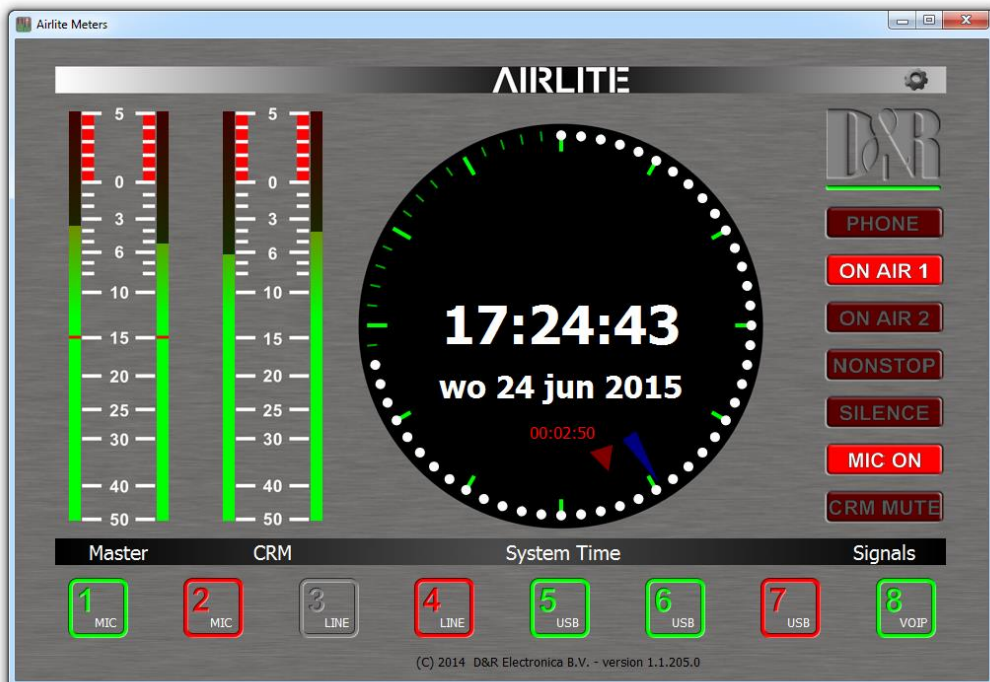 Airlite Meters
AIRLITE
5 5
0 0
3 3
6 6
10 10
15 15
20 20
25 25
30 30
40 40
50 50
17:24:43
wo 24 jun 2015
00:02:50
D&R
PHONE
ON AIR 1
ON AIR 2
NONSTOP
SILENCE
MIC ON
CRM MUTE
Master CRM System Time Signals
1 MIC
2 MIC
3 LINE
4 LINE
5 USB
6 USB
7 USB
8 VOIP
(C) 2014 D&R Electronica B.V. - version 1.1.205.0